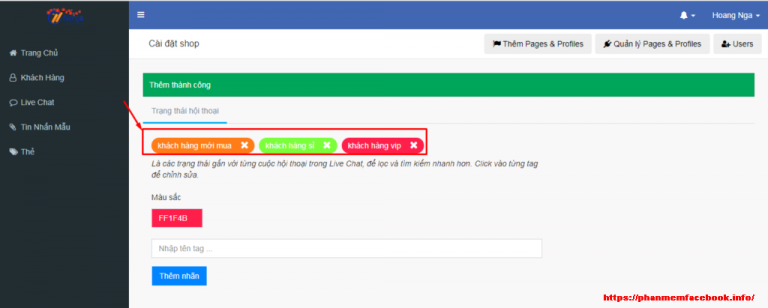 Hoang Nga
Cài đặt shop
Thêm Pages & Profiles
Quản lý Pages & Profiles
Users
Trang Chủ
Khách Hàng
Live Chat
Tin Nhắn Mẫu
Thẻ
Thêm thành công
Trạng thái hội thoại
khách hàng mới mua
khách hàng sỉ
khách hàng vip
Là các trạng thái gắn với từng cuộc hội thoại trong Live Chat, để lọc và tìm kiếm nhanh hơn. Click vào từng tag
để chỉnh sửa.
Màu sắc
FF1F4B
Nhập tên tag ...
Thêm nhãn
https://phanmemfacebook.info/